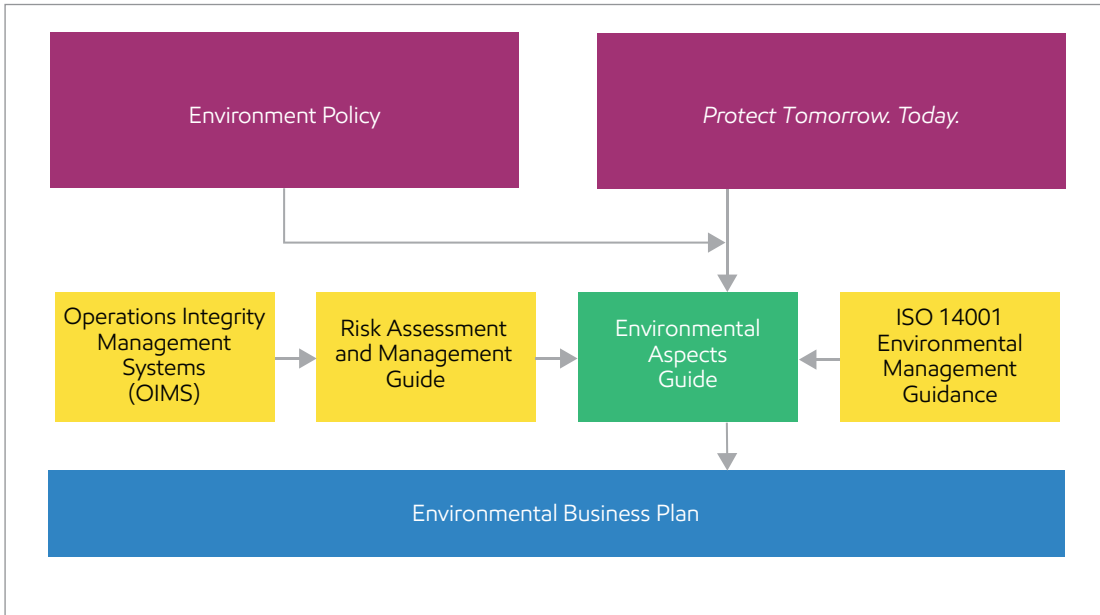 Environment Policy
Protect Tomorrow. Today.
Operations Integrity
Management
Systems
(OIMS)
Risk Assessment
and Management
Guide
Environmental
Aspects
Guide
ISO 14001
Environmental
Management
Guidance
Environmental Business Plan